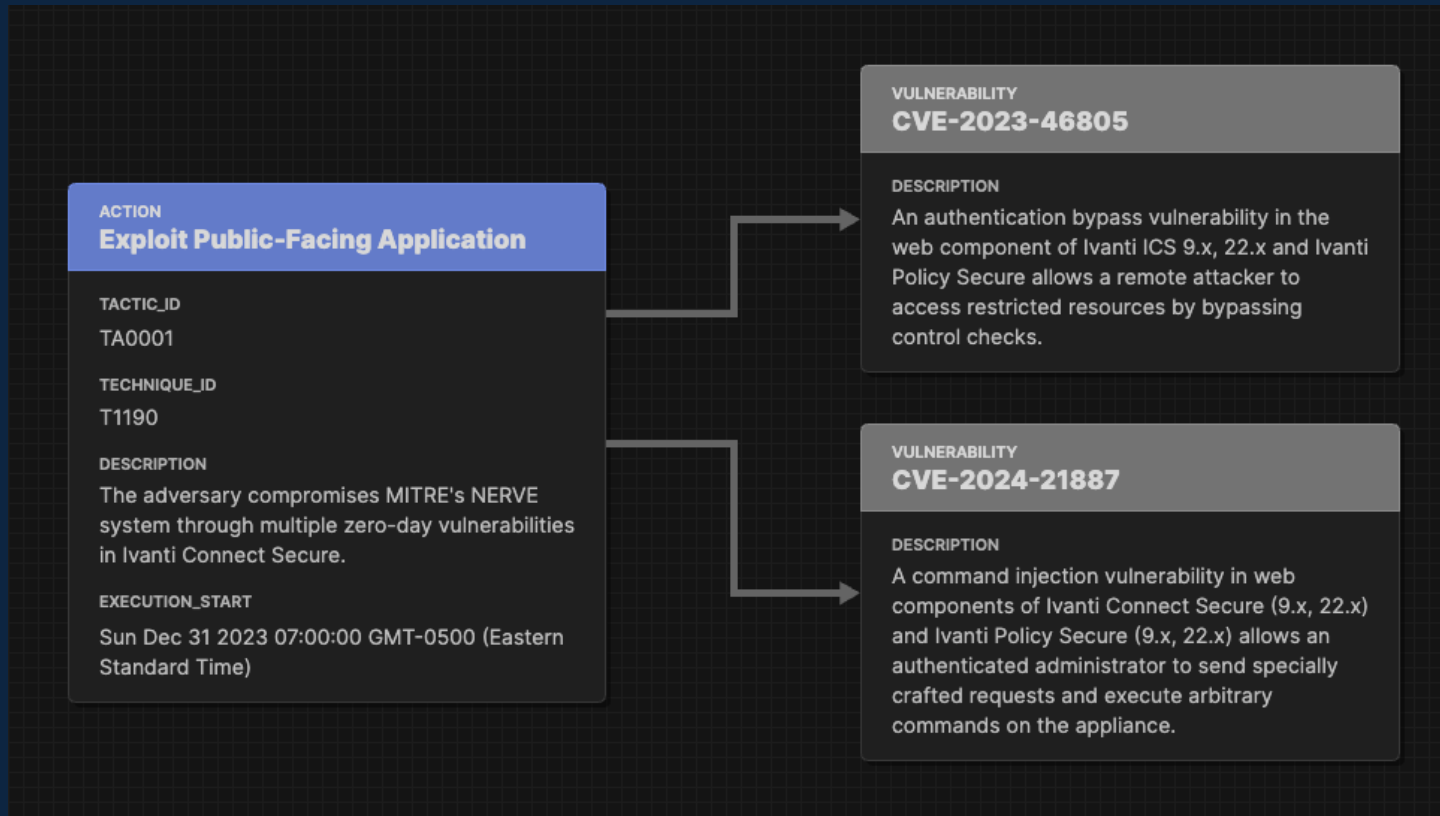 ACTION
Exploit Public-Facing Application
TACTIC_ID
TA0001
TECHNIQUE_ID
T1190
DESCRIPTION
The adversary compromises MITRE's NERVE
system through multiple zero-day vulnerabilities
in Ivanti Connect Secure.
EXECUTION_START
Sun Dec 31 2023 07:00:00 GMT-0500 (Eastern
Standard Time)
VULNERABILITY
CVE-2023-46805
DESCRIPTION
An authentication bypass vulnerability in the
web component of Ivanti ICS 9.x, 22.x and Ivanti
Policy Secure allows a remote attacker to
access restricted resources by bypassing
control checks.
VULNERABILITY
CVE-2024-21887
DESCRIPTION
A command injection vulnerability in web
components of Ivanti Connect Secure (9.x, 22.x)
and Ivanti Policy Secure (9.x, 22.x) allows an
authenticated administrator to send specially
crafted requests and execute arbitrary
commands on the appliance.